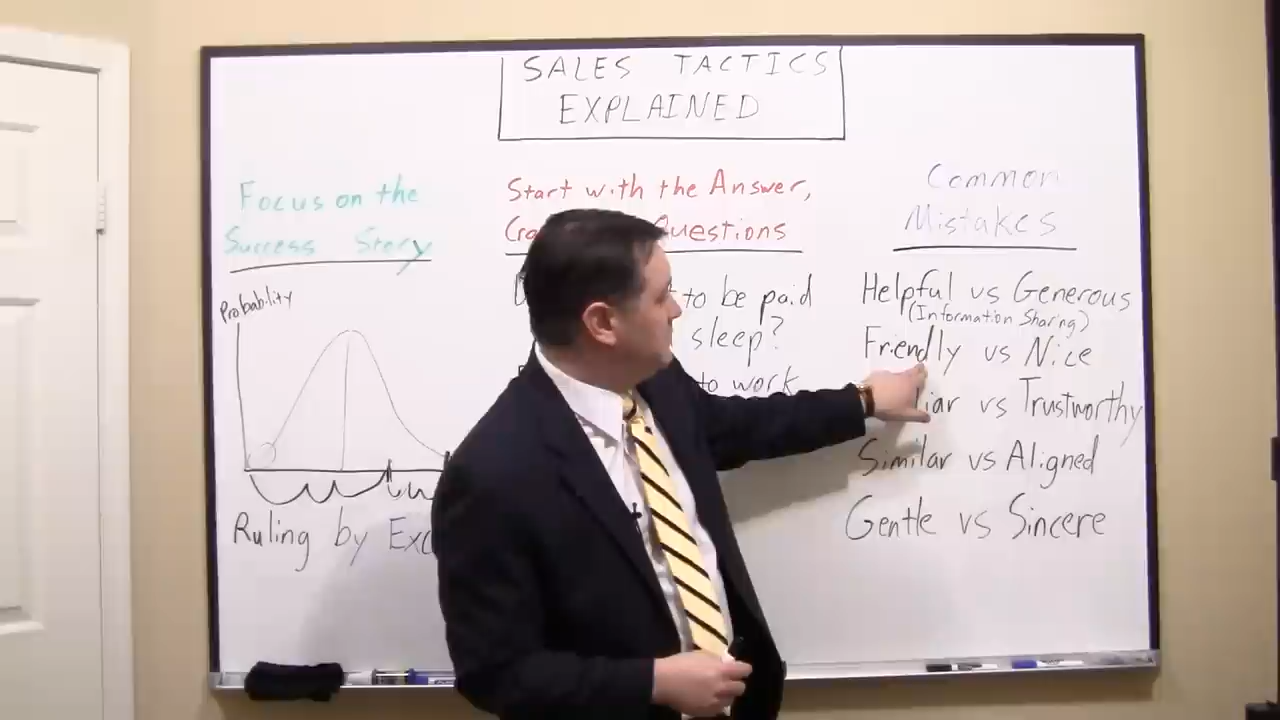 SALES TACTICS
EXPLAINED
Focus on the
Success Story
Probability
Ruling by
Start with the Answer,
Questions
to be paid
sleep?
to work
Common
Mistakes
Helpful vs Generous
(Information Sharing)
Friendly vs Nice
vs Trustworthy
Similar vs Aligned
Gentle vs Sincere